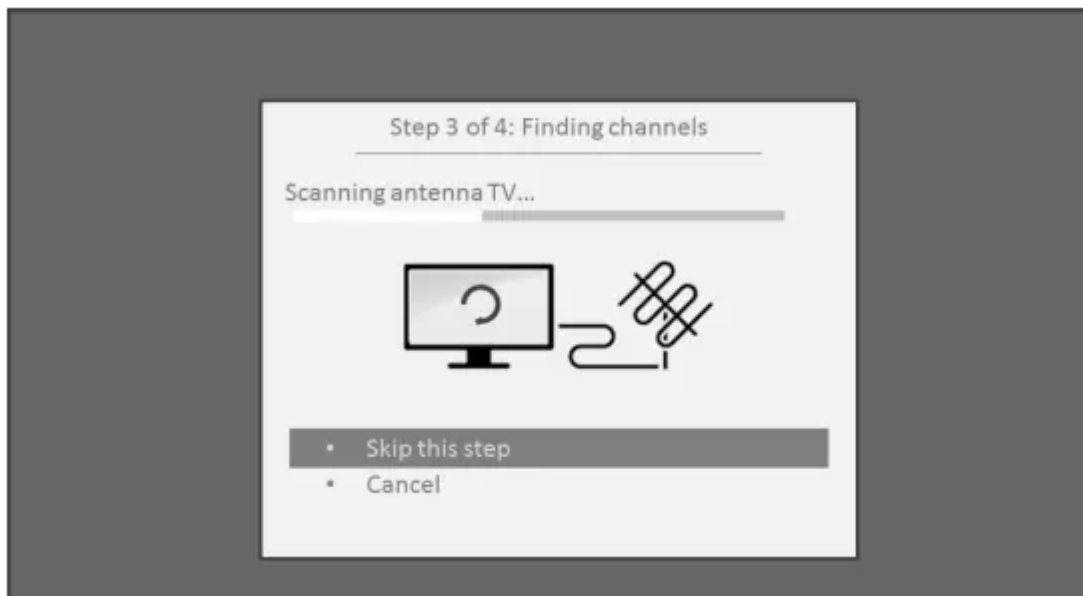 Step 3 of 4: Finding channels
Scanning antenna TV...
• Skip this step
• Cancel